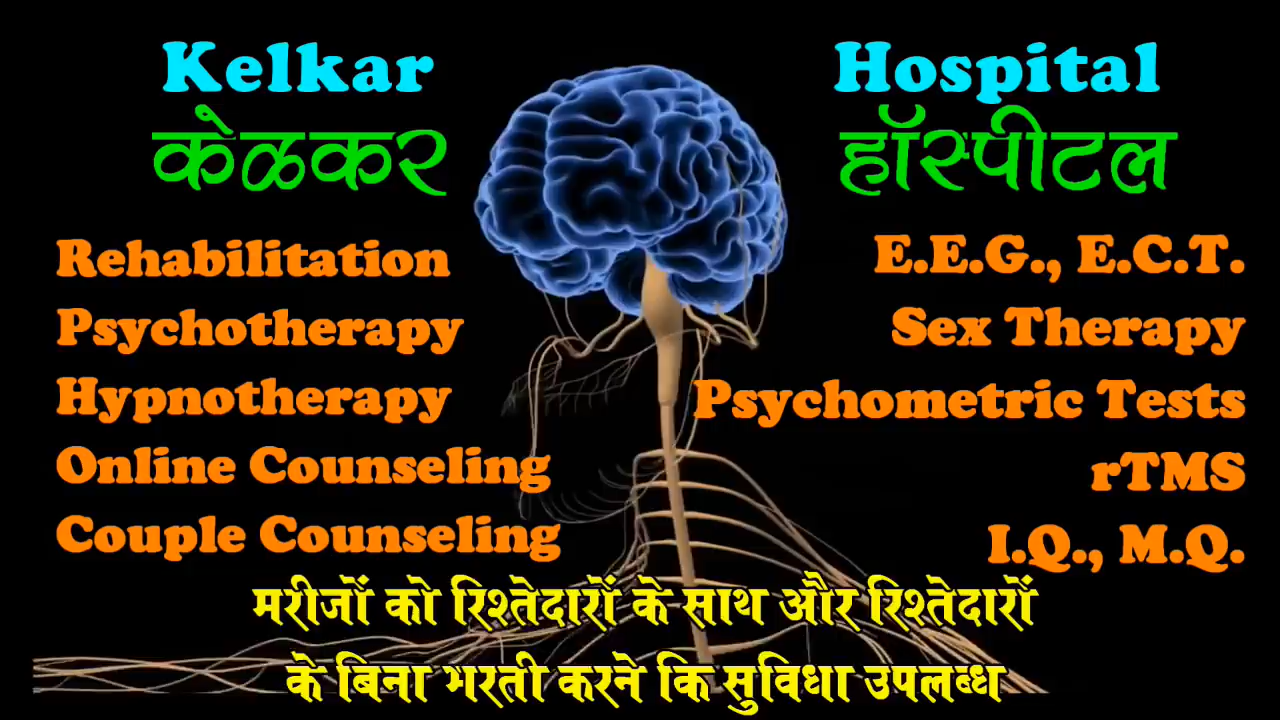 Kelkar Hospital
केळकर हॉस्पीटल
Rehabilitation
Psychotherapy
Hypnotherapy
Online Counseling
Couple Counseling
E.E.G., E.C.T.
Sex Therapy
Psychometric Tests
rTMS
I.Q., M.Q.
मरीजों को रिश्तेदारों के साथ और रिश्तेदारों
के बिना भरती करने कि सुविधा उपलब्ध